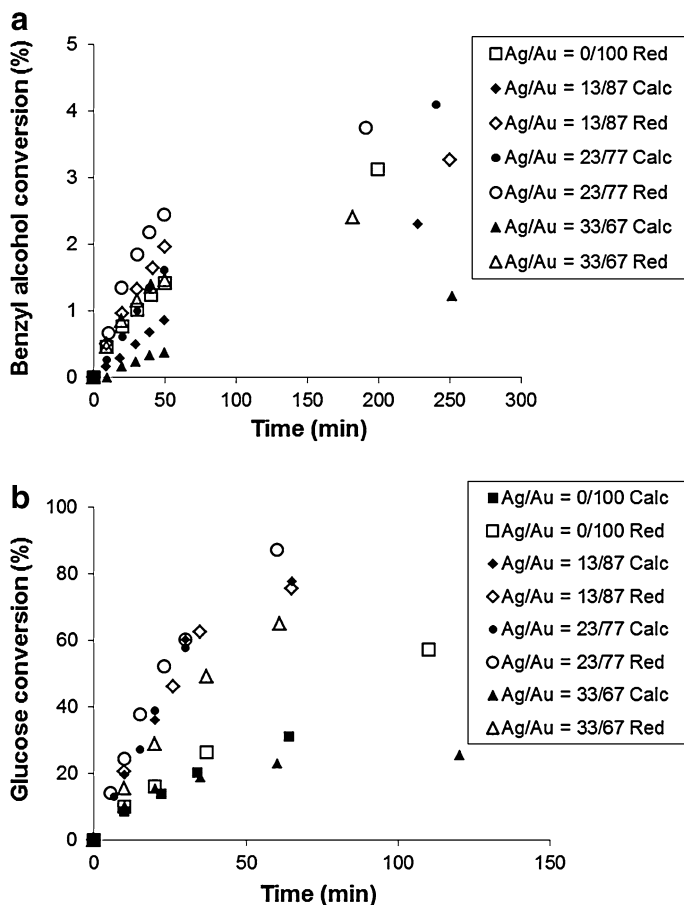 a
Benzyl alcohol conversion (%)
5
4
3
2
1
0
0 50 100 150 200 250 300
Time (min)
Ag/Au = 0/100 Red
Ag/Au = 13/87 Calc
Ag/Au = 13/87 Red
Ag/Au = 23/77 Calc
Ag/Au = 23/77 Red
Ag/Au = 33/67 Calc
Ag/Au = 33/67 Red
b
Glucose conversion (%)
100
80
60
40
20
0
0 50 100 150
Time (min)
Ag/Au = 0/100 Calc
Ag/Au = 0/100 Red
Ag/Au = 13/87 Calc
Ag/Au = 13/87 Red
Ag/Au = 23/77 Calc
Ag/Au = 23/77 Red
Ag/Au = 33/67 Calc
Ag/Au = 33/67 Red